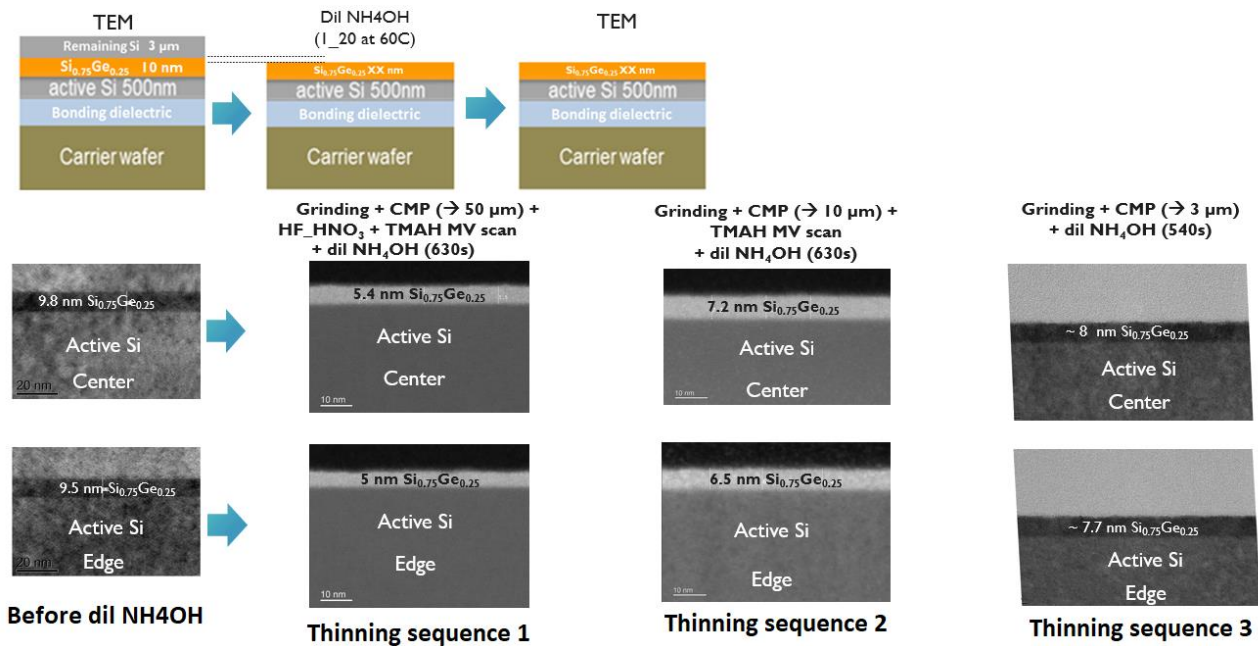 TEM
Remaining Si 3 µm
Si0.75Ge0.25 10 nm
active Si 500nm
Bonding dielectric
Carrier wafer
Dil NH4OH
(1_20 at 60C)
Si0.75Ge0.25 XX nm
active Si 500nm
Bonding dielectric
Carrier wafer
TEM
Si0.75Ge0.25 XX nm
active Si 500nm
Bonding dielectric
Carrier wafer
Grinding + CMP (→ 50 µm) +
HF_HNO3 + TMAH MV scan
+ dil NH4OH (630s)
Grinding + CMP (→ 10 µm) +
TMAH MV scan
+ dil NH4OH (630s)
Grinding + CMP (→ 3 µm)
+ dil NH4OH (540s)
9.8 nm Si0.75Ge0.25
Active Si
Center
20 nm
5.4 nm Si0.75Ge0.25
Active Si
Center
10 nm
7.2 nm Si0.75Ge0.25
Active Si
Center
10 nm
~ 8 nm Si0.75Ge0.25
Active Si
Center
9.5 nm Si0.75Ge0.25
Active Si
Edge
20 nm
5 nm Si0.75Ge0.25
Active Si
Edge
10 nm
6.5 nm Si0.75Ge0.25
Active Si
Edge
10 nm
~ 7.7 nm Si0.75Ge0.25
Active Si
Edge
Before dil NH4OH
Thinning sequence 1
Thinning sequence 2
Thinning sequence 3